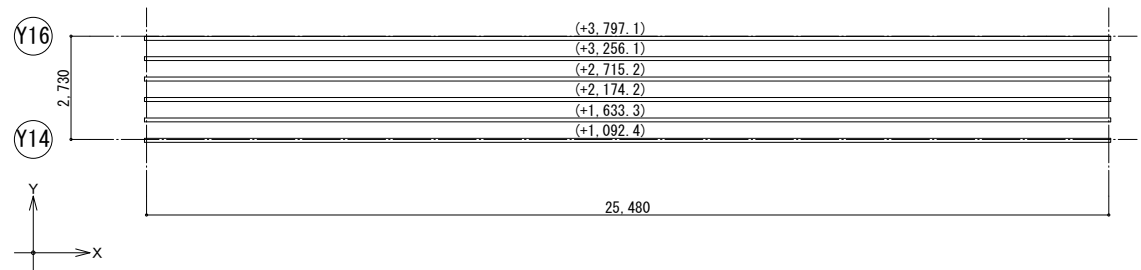 Y16
(+3,797.1)
(+3,256.1)
(+2,715.2)
2,730
(+2,174.2)
(+1,633.3)
Y14
(+1,092.4)
Y
25,480
X